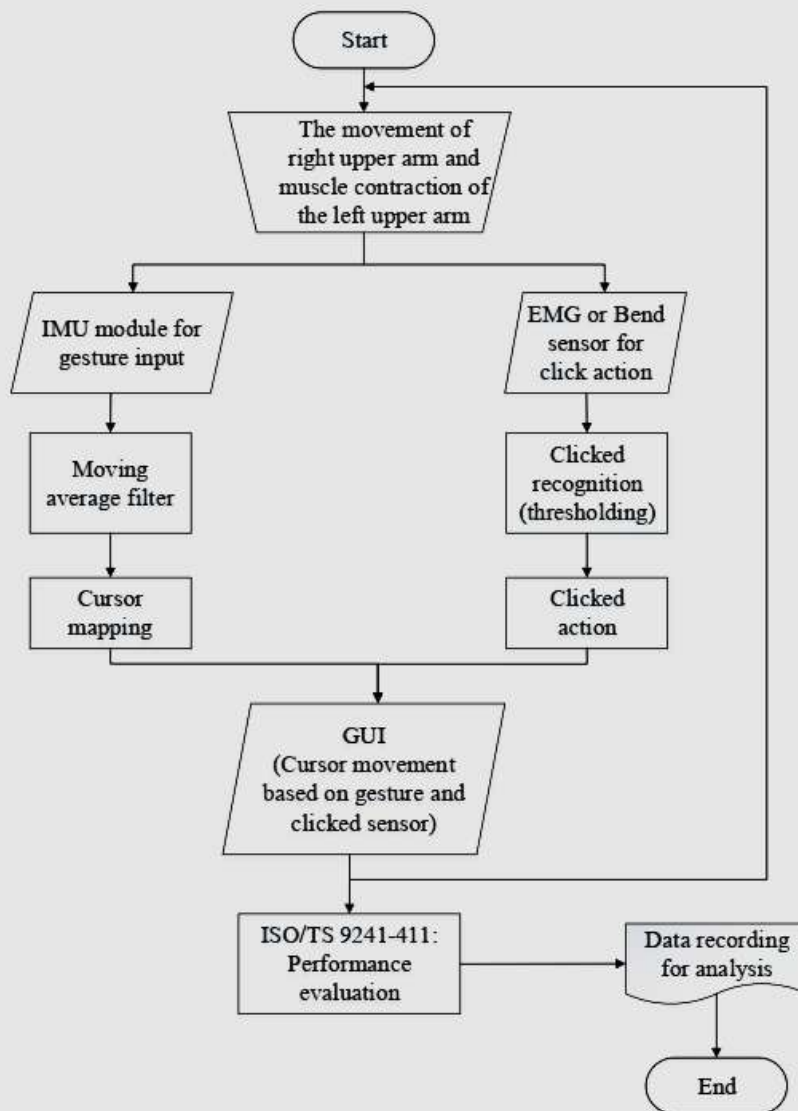 Start
The movement of
right upper arm and
muscle contraction of
the left upper arm
IMU module for
gesture input
EMG or Bend
sensor for
click action
Moving
average filter
Clicked
recognition
(thresholding)
Cursor
mapping
Clicked
action
GUI
(Cursor movement
based on gesture and
clicked sensor)
ISO/TS 9241-411:
Performance
evaluation
Data recording
for analysis
End